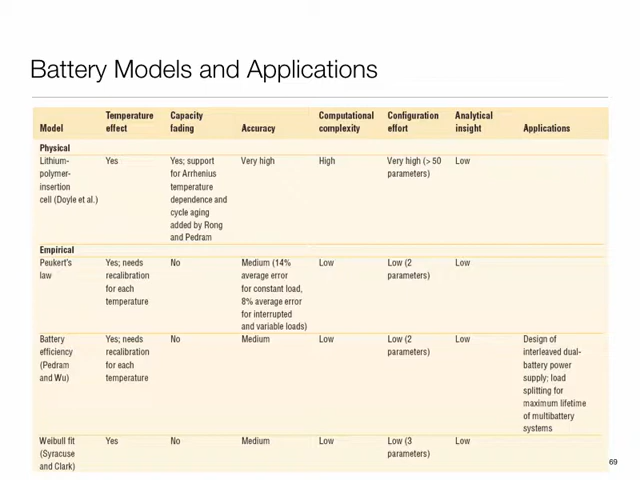 Battery Models and Applications
Model
Temperature
effect
Capacity
fading
Accuracy
Computational
complexity
Configuration
effort
Analytical
insight
Applications
Physical
Lithium-
polymer-
insertion
cell (Doyle et al.)
Yes
Yes; support
for Arrhenius
temperature
dependence and
cycle aging
added by Rong
and Pedram
Very high
High
Very high (> 50
parameters)
Low
Empirical
Peukert's
law
Yes; needs
recalibration
for each
temperature
No
Medium (14%
average error
for constant load,
8% average error
for interrupted
and variable loads)
Low
Low (2
parameters)
Low
Battery
efficiency
(Pedram
and Wu)
Yes; needs
recalibration
for each
temperature
No
Medium
Low
Low (2
parameters)
Low
Design of
interleaved dual-
battery power
supply; load
splitting for
maximum lifetime
of multibattery
systems
Weibull fit
(Syracuse
and Clark)
Yes
No
Medium
Low
Low (3
parameters)
Low
69